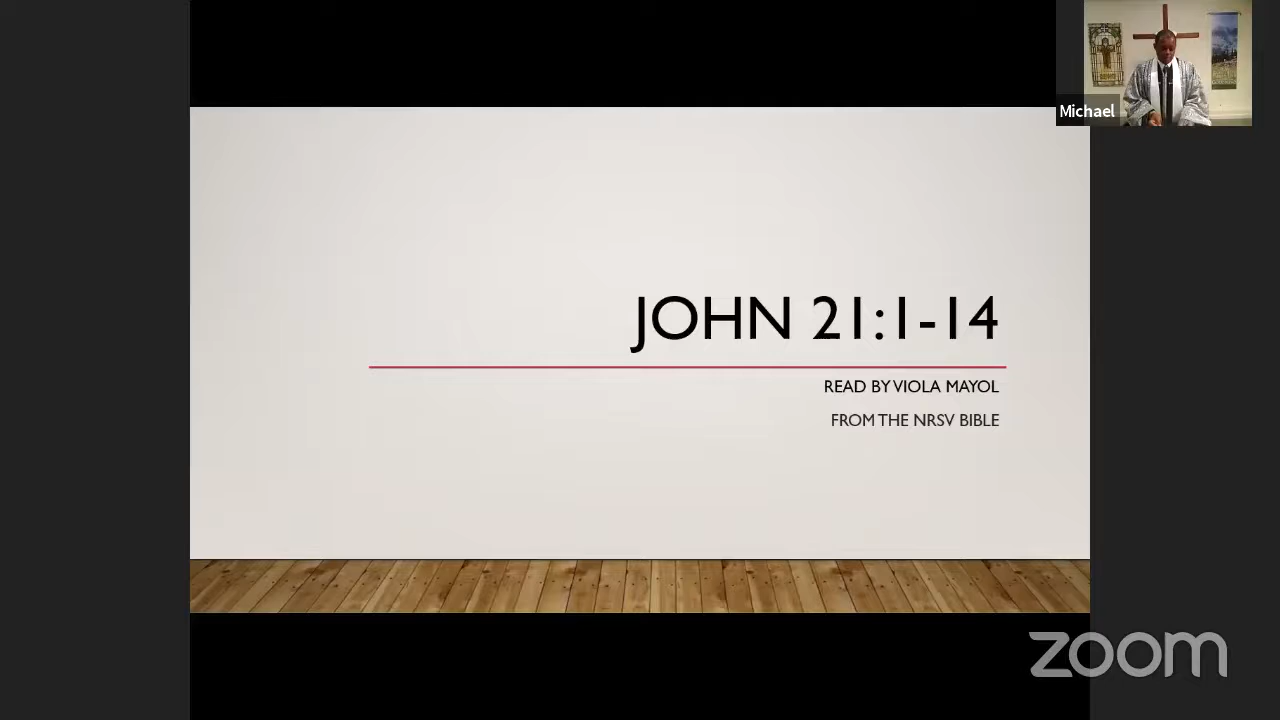 Michael
JOHN 21:1-14
READ BY VIOLA MAYOL
FROM THE NRSV BIBLE
zoom